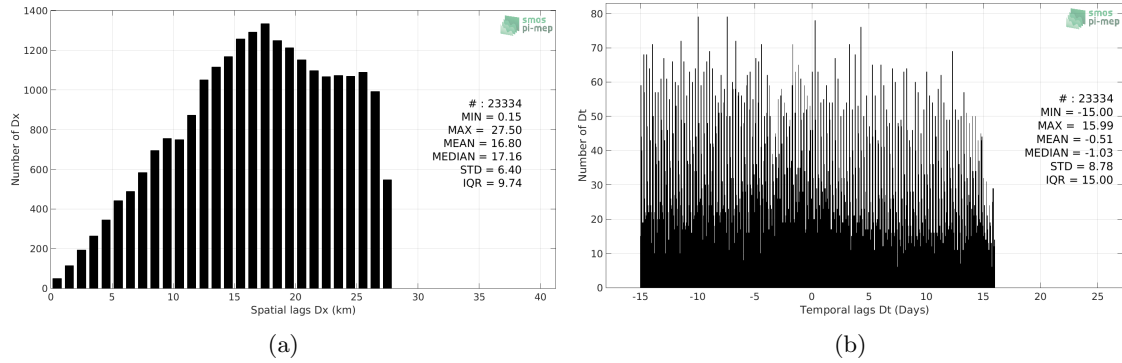 1400
1200
1000
800
600
400
200
0
Number of Dx
smos
pi-mep
# : 23334
MIN = 0.15
MAX = 27.50
MEAN = 16.80
MEDIAN = 17.16
STD = 6.40
IQR = 9.74
0 5 10 15 20 25 30 35 40
Spatial lags Dx (km)
(a)
80
70
60
50
40
30
20
10
0
Number of Dt
smos
pi-mep
# : 23334
MIN = -15.00
MAX = 15.99
MEAN = -0.51
MEDIAN = -1.03
STD = 8.78
IQR = 15.00
-15 -10 -5 0 5 10 15 20 25
Temporal lags Dt (Days)
(b)